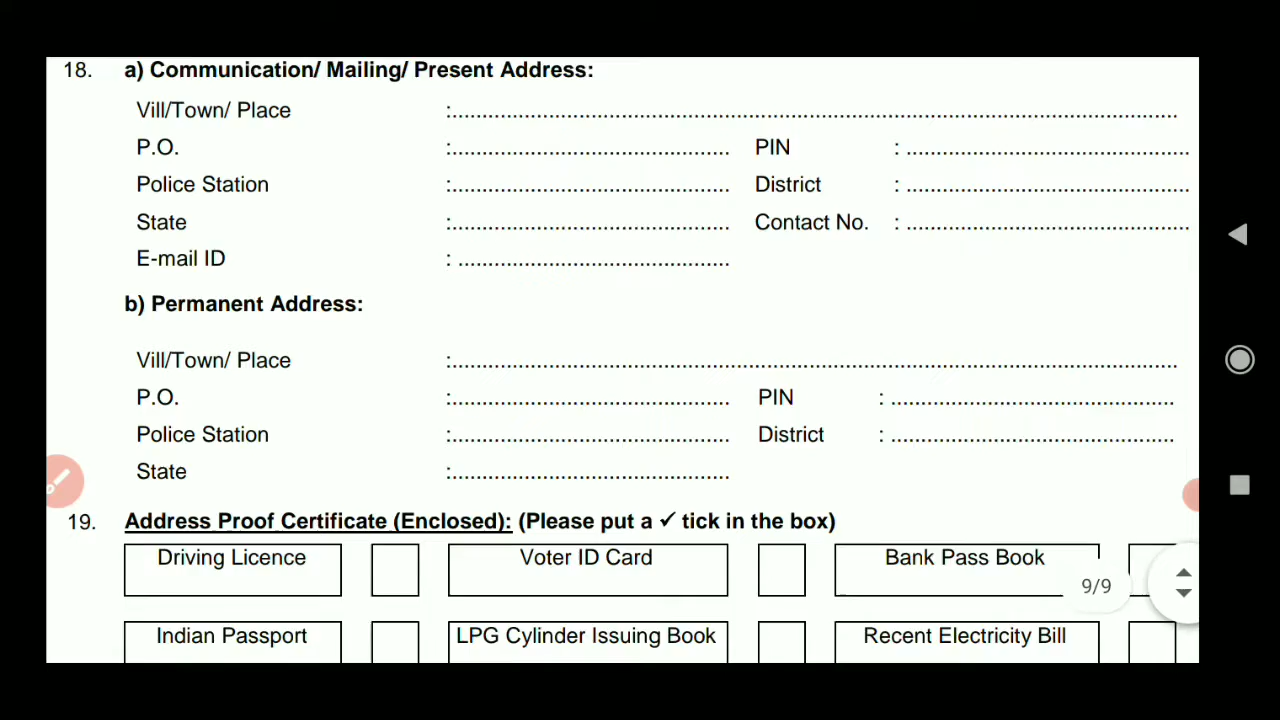 18. a) Communication/ Mailing/ Present Address:
Vill/Town/ Place :..........................................................................................................................
P.O. :............................................... PIN : ................................................
Police Station :............................................... District : ................................................
State :............................................... Contact No. : ................................................
E-mail ID : ..............................................
b) Permanent Address:
Vill/Town/ Place :..........................................................................................................................
P.O. :............................................... PIN : ................................................
Police Station :............................................... District : ................................................
State :...............................................
19. Address Proof Certificate (Enclosed): (Please put a ✓ tick in the box)
Driving Licence Voter ID Card Bank Pass Book
9/9
Indian Passport LPG Cylinder Issuing Book Recent Electricity Bill